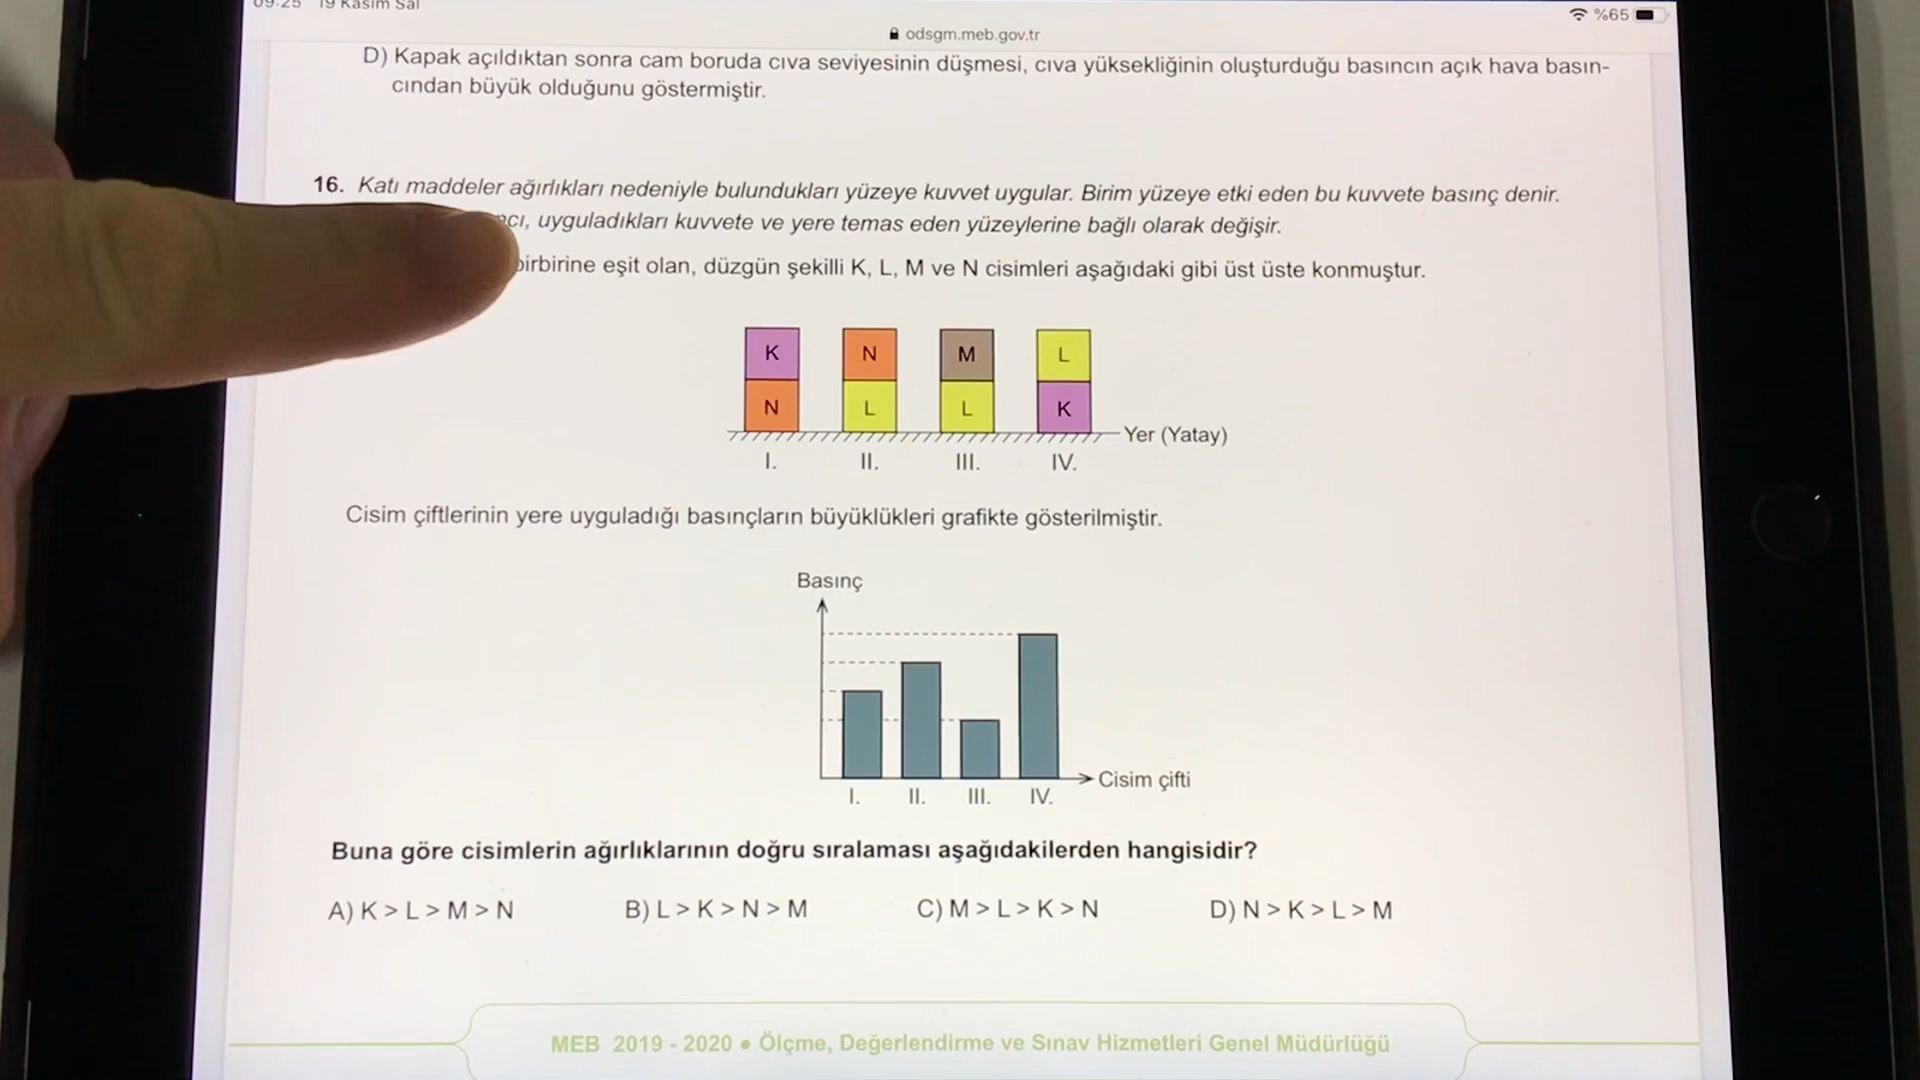 09:25 19 Kasım Sal
%65
odsgm.meb.gov.tr
D) Kapak açıldıktan sonra cam boruda cıva seviyesinin düşmesi, cıva yüksekliğinin oluşturduğu basıncın açık hava basın-
cından büyük olduğunu göstermiştir.
16. Katı maddeler ağırlıkları nedeniyle bulundukları yüzeye kuvvet uygular. Birim yüzeye etki eden bu kuvvete basınç denir.
uyguladıkları kuvvete ve yere temas eden yüzeylerine bağlı olarak değişir.
birbirine eşit olan, düzgün şekilli K, L, M ve N cisimleri aşağıdaki gibi üst üste konmuştur.
K N M L
N L L K
Yer (Yatay)
I. II. III. IV.
Cisim çiftlerinin yere uyguladığı basınçların büyüklükleri grafikte gösterilmiştir.
Basınç
Cisim çifti
I. II. III. IV.
Buna göre cisimlerin ağırlıklarının doğru sıralaması aşağıdakilerden hangisidir?
A) K > L > M > N B) L > K > N > M C) M > L > K > N D) N > K > L > M
MEB 2019 - 2020 ● Ölçme, Değerlendirme ve Sınav Hizmetleri Genel Müdürlüğü